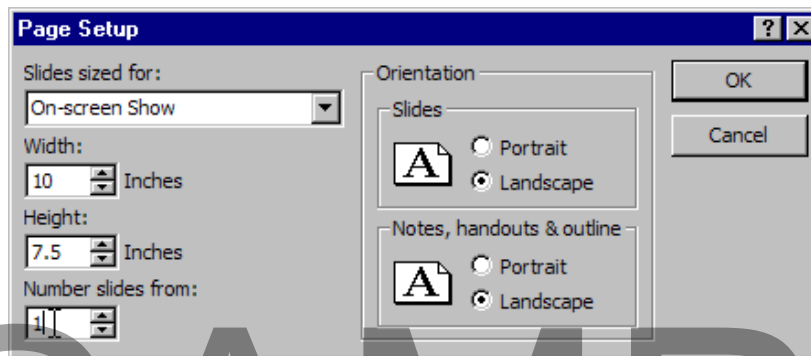 Page Setup
Slides sized for:
On-screen Show
Width:
10 Inches
Height:
7.5 Inches
Number slides from:
1
Orientation
Slides
A
Portrait
Landscape
Notes, handouts & outline
A
Portrait
Landscape
OK
Cancel